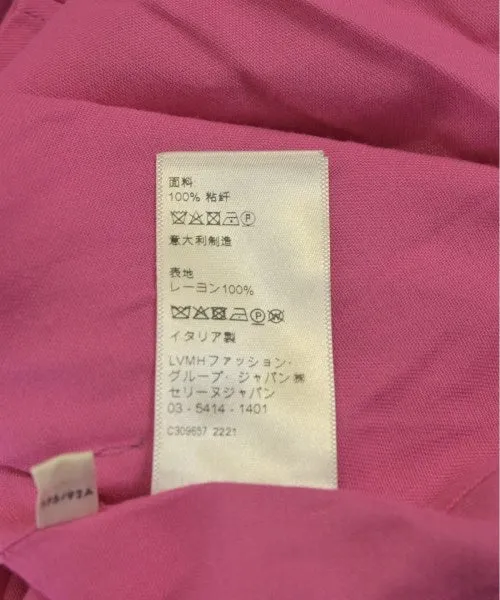 面料
100% 粘纤
意大利制造
表地
レーヨン100%
イタリア製
LVMHファッション・
グループ・ジャパン㈱
セリーヌジャパン
03-5414-1401
C309657 2221